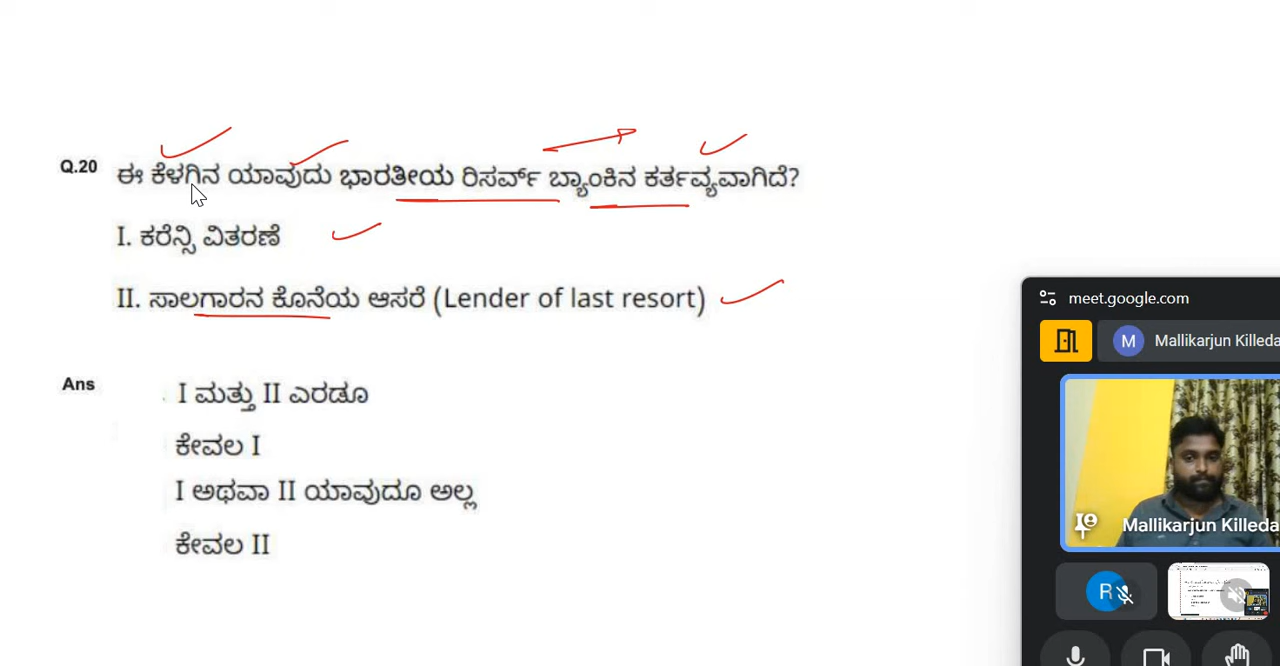 Q.20 ಈ ಕೆಳಗಿನ ಯಾವುದು ಭಾರತೀಯ ರಿಸರ್ವ್ ಬ್ಯಾಂಕಿನ ಕರ್ತವ್ಯವಾಗಿದೆ?
I. ಕರೆನ್ಸಿ ವಿತರಣೆ
II. ಸಾಲಗಾರನ ಕೊನೆಯ ಆಸರೆ (Lender of last resort)
Ans I ಮತ್ತು II ಎರಡೂ
ಕೇವಲ I
I ಅಥವಾ II ಯಾವುದೂ ಅಲ್ಲ
ಕೇವಲ II
meet.google.com
M Mallikarjun Killeda
Mallikarjun Killeda
R